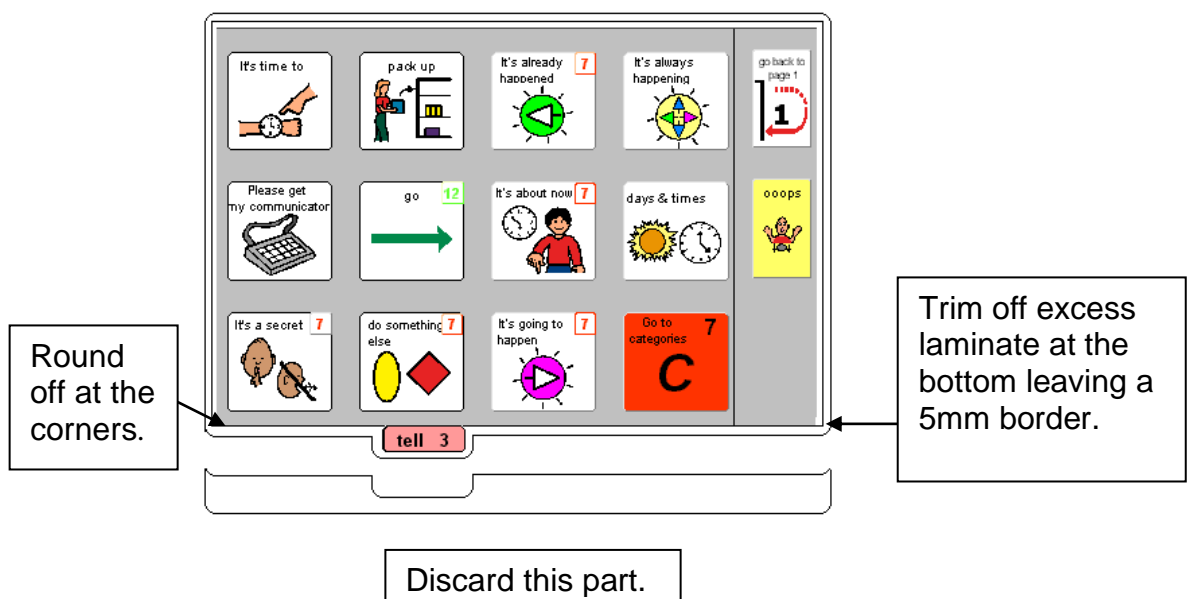 It's time to
pack up
It's already 7
happened
It's always
happening
go back to
page 1
1
Please get
my communicator
go 12
It's about now 7
days & times
ooops
It's a secret 7
do something 7
else
It's going to 7
happen
Go to 7
categories
C
tell 3
Round
off at the
corners.
Trim off excess
laminate at the
bottom leaving a
5mm border.
Discard this part.